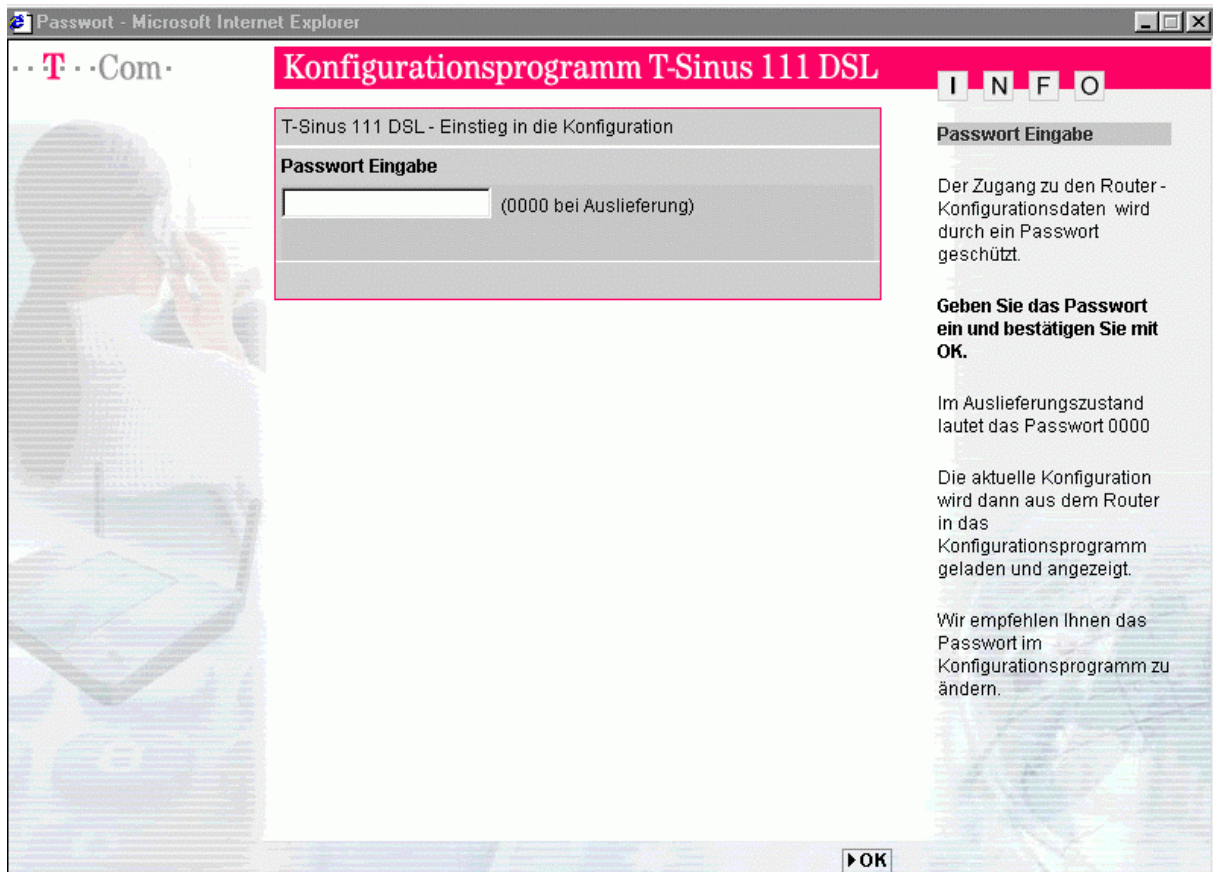 Passwort - Microsoft Internet Explorer
··T··Com·
Konfigurationsprogramm T-Sinus 111 DSL
I N F O
T-Sinus 111 DSL - Einstieg in die Konfiguration
Passwort Eingabe
(0000 bei Auslieferung)
Passwort Eingabe
Der Zugang zu den Router -
Konfigurationsdaten wird
durch ein Passwort
geschützt.
Geben Sie das Passwort
ein und bestätigen Sie mit
OK.
Im Auslieferungszustand
lautet das Passwort 0000
Die aktuelle Konfiguration
wird dann aus dem Router
in das
Konfigurationsprogramm
geladen und angezeigt.
Wir empfehlen Ihnen das
Passwort im
Konfigurationsprogramm zu
ändern.
OK